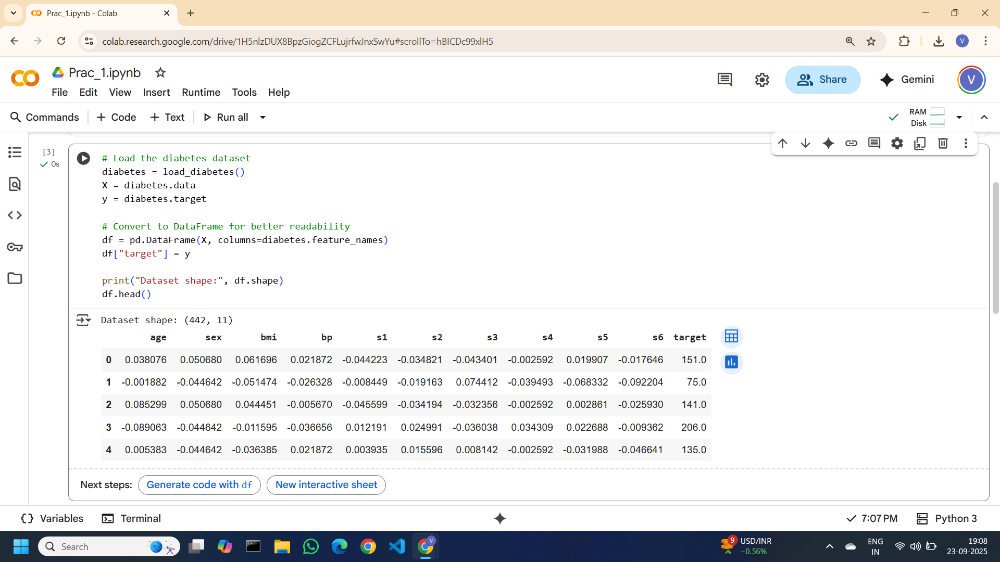 Prac_1.ipynb - Colab
colab.research.google.com/drive/1H5nlzDUX8BpzGiogZCFLujrfwJnxSwYu#scrollTo=hBICDc99xlH5
V
Prac_1.ipynb
Share
Gemini
V
File Edit View Insert Runtime Tools Help
Commands + Code + Text Run all
RAM
Disk
[3]
0s
# Load the diabetes dataset
diabetes = load_diabetes()
X = diabetes.data
y = diabetes.target
# Convert to DataFrame for better readability
df = pd.DataFrame(X, columns=diabetes.feature_names)
df["target"] = y
print("Dataset shape:", df.shape)
df.head()
Dataset shape: (442, 11)
age sex bmi bp s1 s2 s3 s4 s5 s6 target
0 0.038076 0.050680 0.061696 0.021872 -0.044223 -0.034821 -0.043401 -0.002592 0.019907 -0.017646 151.0
1 -0.001882 -0.044642 -0.051474 -0.026328 -0.008449 -0.019163 0.074412 -0.039493 -0.068332 -0.092204 75.0
2 0.085299 0.050680 0.044451 -0.005670 -0.045599 -0.034194 -0.032356 -0.002592 0.002861 -0.025930 141.0
3 -0.089063 -0.044642 -0.011595 -0.036656 0.012191 0.024991 -0.036038 0.034309 0.022688 -0.009362 206.0
4 0.005383 -0.044642 -0.036385 0.021872 0.003935 0.015596 0.008142 -0.002592 -0.031988 -0.046641 135.0
Next steps: Generate code with df New interactive sheet
Variables Terminal
7:07 PM Python 3
Search
V
9
USD/INR
+0.56%
ENG
IN
19:08
23-09-2025